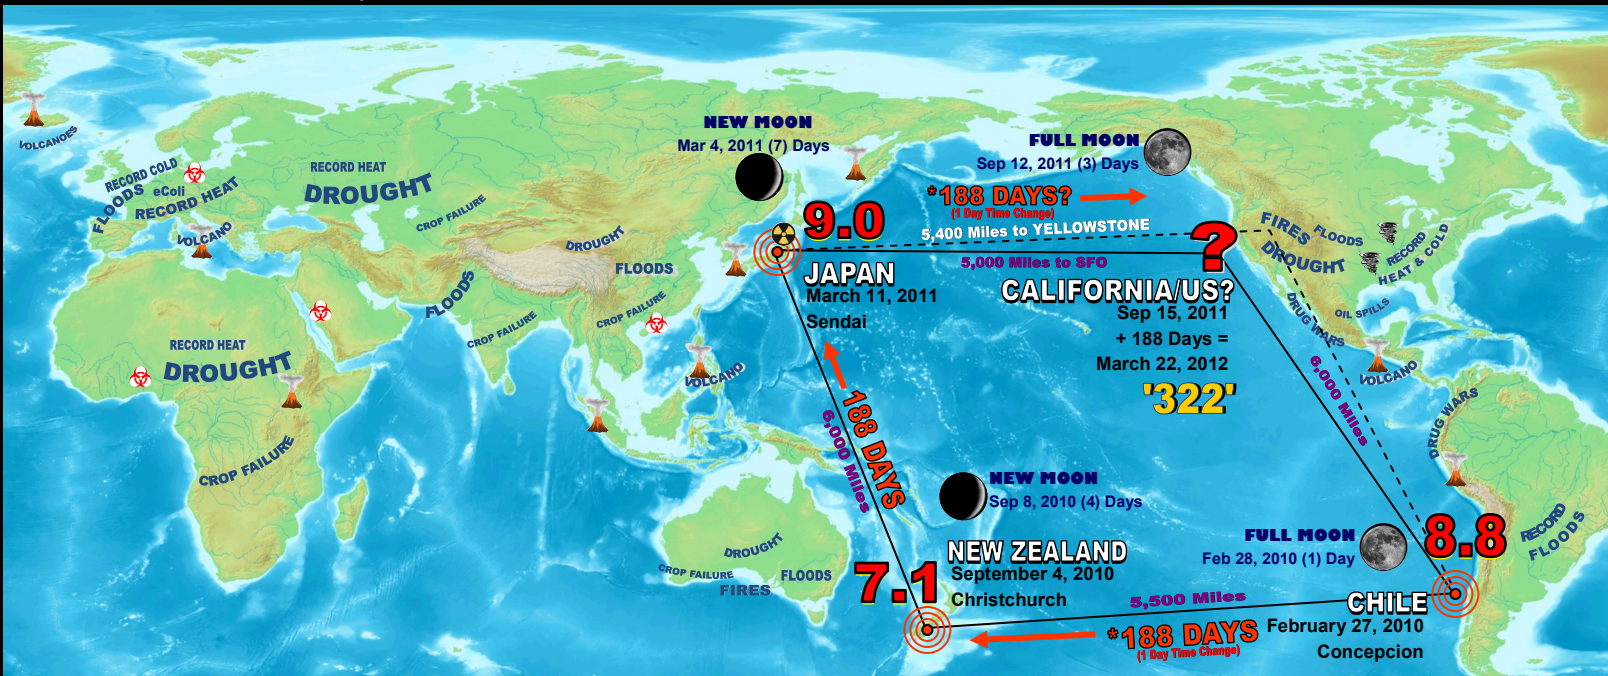 VOLCANOES
RECORD COLD
FLOODS
eColi
RECORD HEAT
VOLCANO
RECORD HEAT
DROUGHT
CROP FAILURE
RECORD HEAT
DROUGHT
CROP FAILURE
FLOODS
CROP FAILURE
DROUGHT
FLOODS
CROP FAILURE
VOLCANO
NEW MOON
Mar 4, 2011 (7) Days
9.0
JAPAN
March 11, 2011
Sendai
FULL MOON
Sep 12, 2011 (3) Days
*188 DAYS?
(1 Day Time Change)
5,400 Miles to YELLOWSTONE
5,000 Miles to SFO
?
CALIFORNIA/US?
Sep 15, 2011
+ 188 Days =
March 22, 2012
'322'
FIRES
FLOODS
DROUGHT
RECORD
HEAT & COLD
OIL SPILLS
DRUG WARS
VOLCANO
6,000 Miles
DRUG WARS
188 DAYS
6,000 Miles
NEW MOON
Sep 8, 2010 (4) Days
DROUGHT
CROP FAILURE
FLOODS
FIRES
7.1
NEW ZEALAND
September 4, 2010
Christchurch
5,500 Miles
*188 DAYS
(1 Day Time Change)
FULL MOON
Feb 28, 2010 (1) Day
8.8
CHILE
February 27, 2010
Concepcion
RECORD
FLOODS